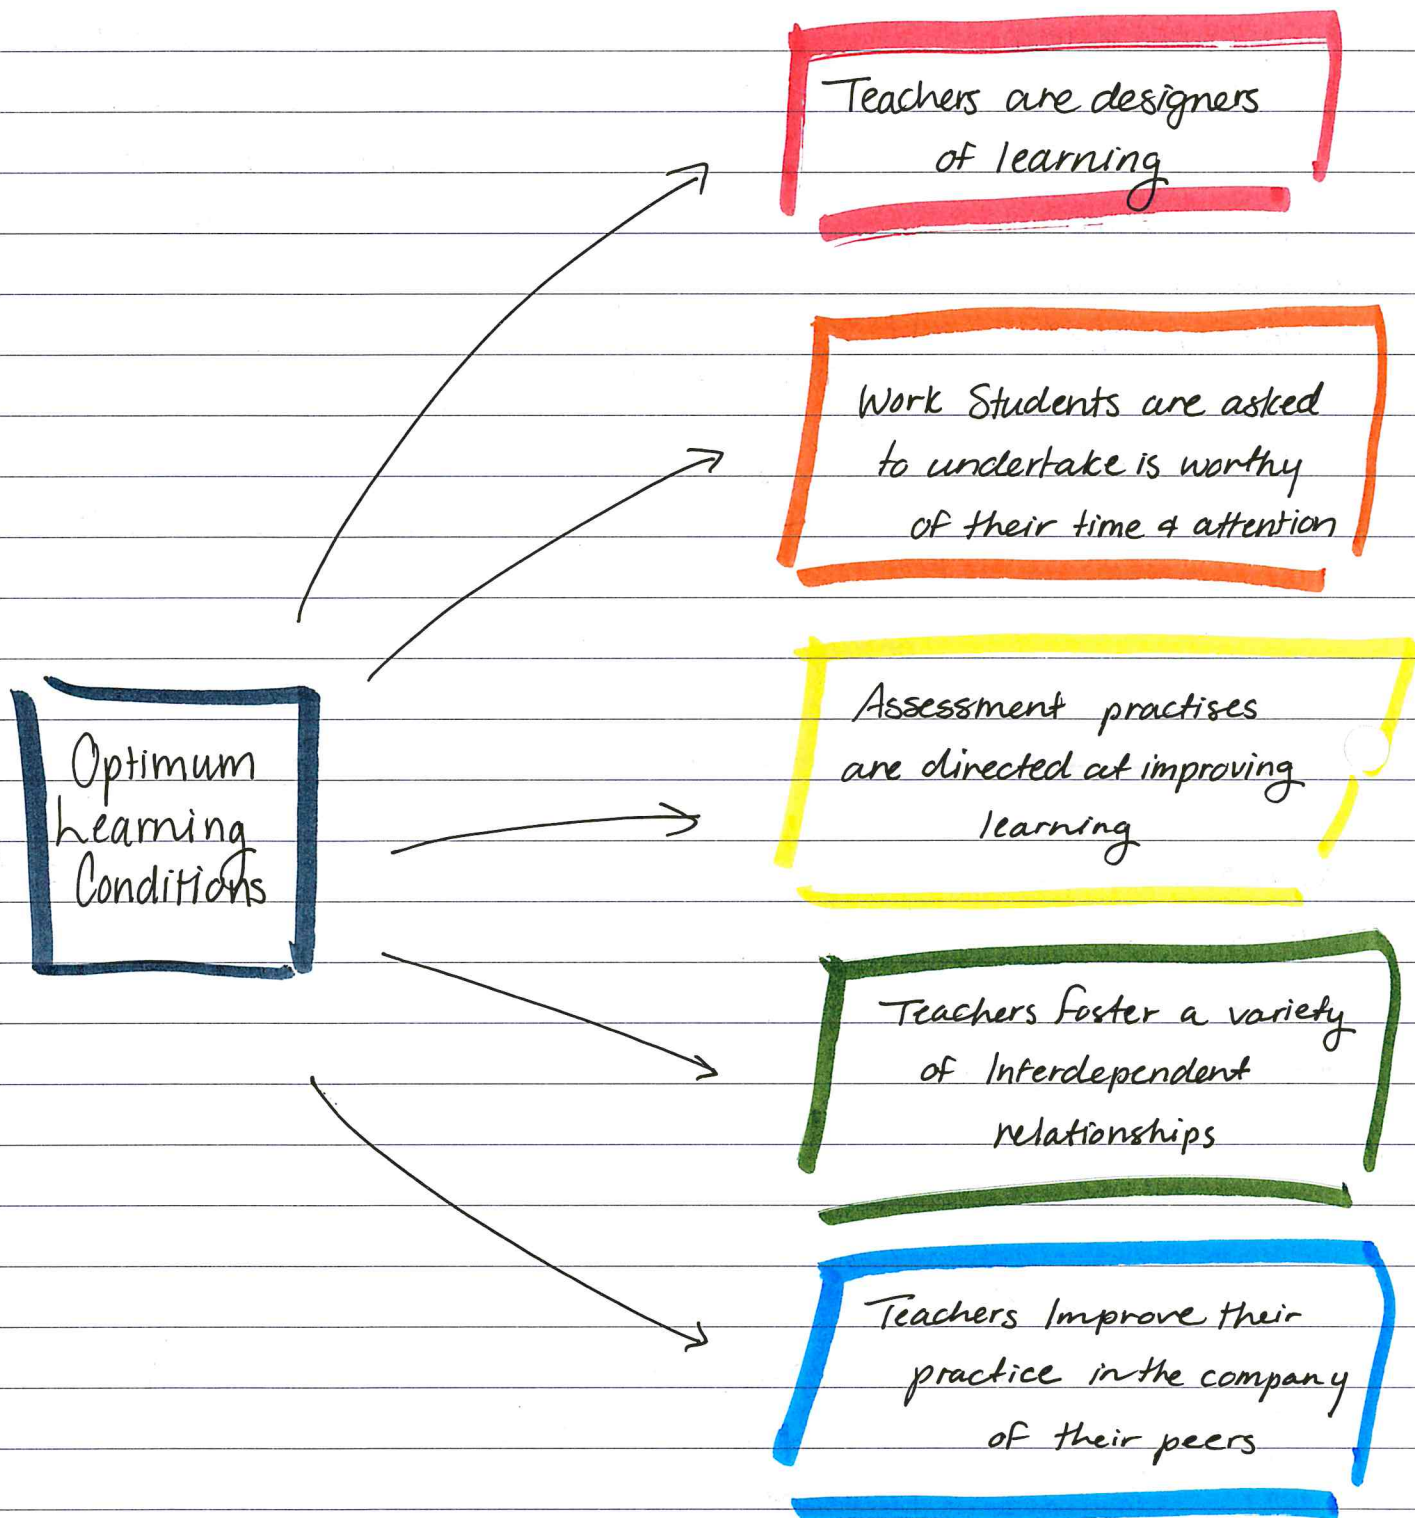 Teachers are designers
of learning
Work Students are asked
to undertake is worthy
of their time & attention
Optimum
Learning
Conditions
Assessment practises
are directed at improving
learning
Teachers foster a variety
of Interdependent
relationships
Teachers Improve their
practice in the company
of their peers